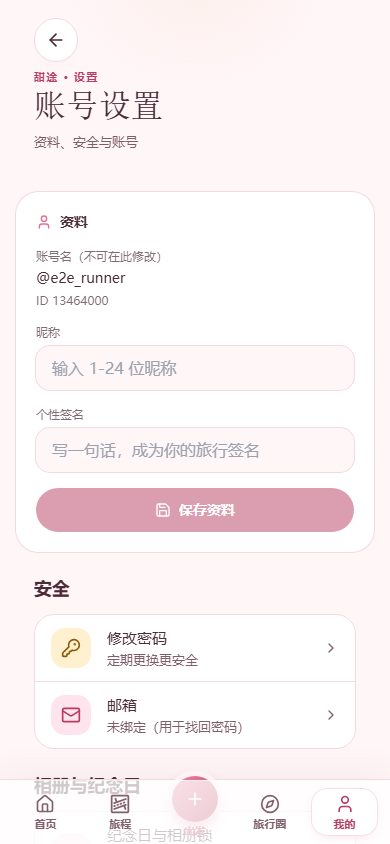 甜途 • 设置
账号设置
资料、安全与账号
资料
账号名（不可在此修改）
@e2e_runner
ID 13464000
昵称
输入 1-24 位昵称
个性签名
写一句话，成为你的旅行签名
保存资料
安全
修改密码
定期更换更安全
邮箱
未绑定（用于找回密码）
相册与纪念日
纪念日与相册锁
首页
旅程
旅行圈
我的